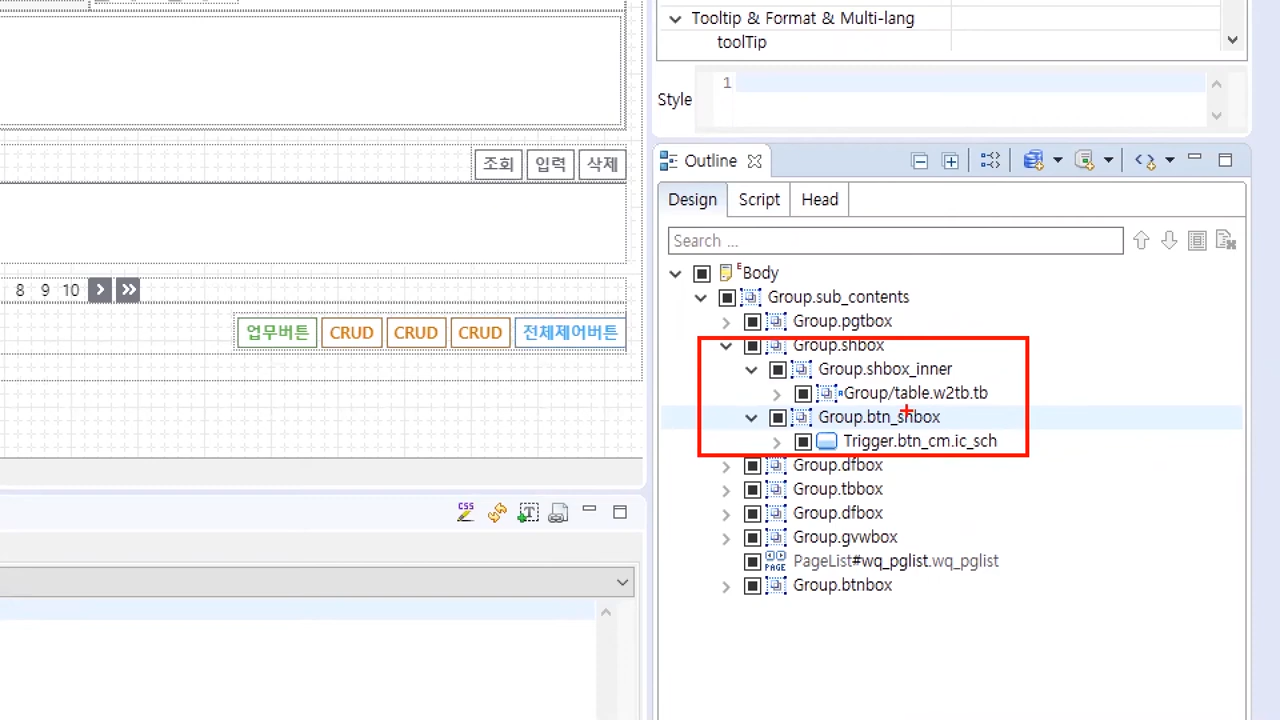 Tooltip & Format & Multi-lang
toolTip
Style
1
Outline
Design Script Head
Search ...
Body
Group.sub_contents
Group.pgtbox
Group.shbox
Group.shbox_inner
Group/table.w2tb.tb
Group.btn_shbox
Trigger.btn_cm.ic_sch
Group.dfbox
Group.tbbox
Group.dfbox
Group.gvwbox
PageList#wq_pglist.wq_pglist
Group.btnbox
조회 입력 삭제
8 9 10
업무버튼 CRUD CRUD CRUD 전체제어버튼
CSS
PAGE